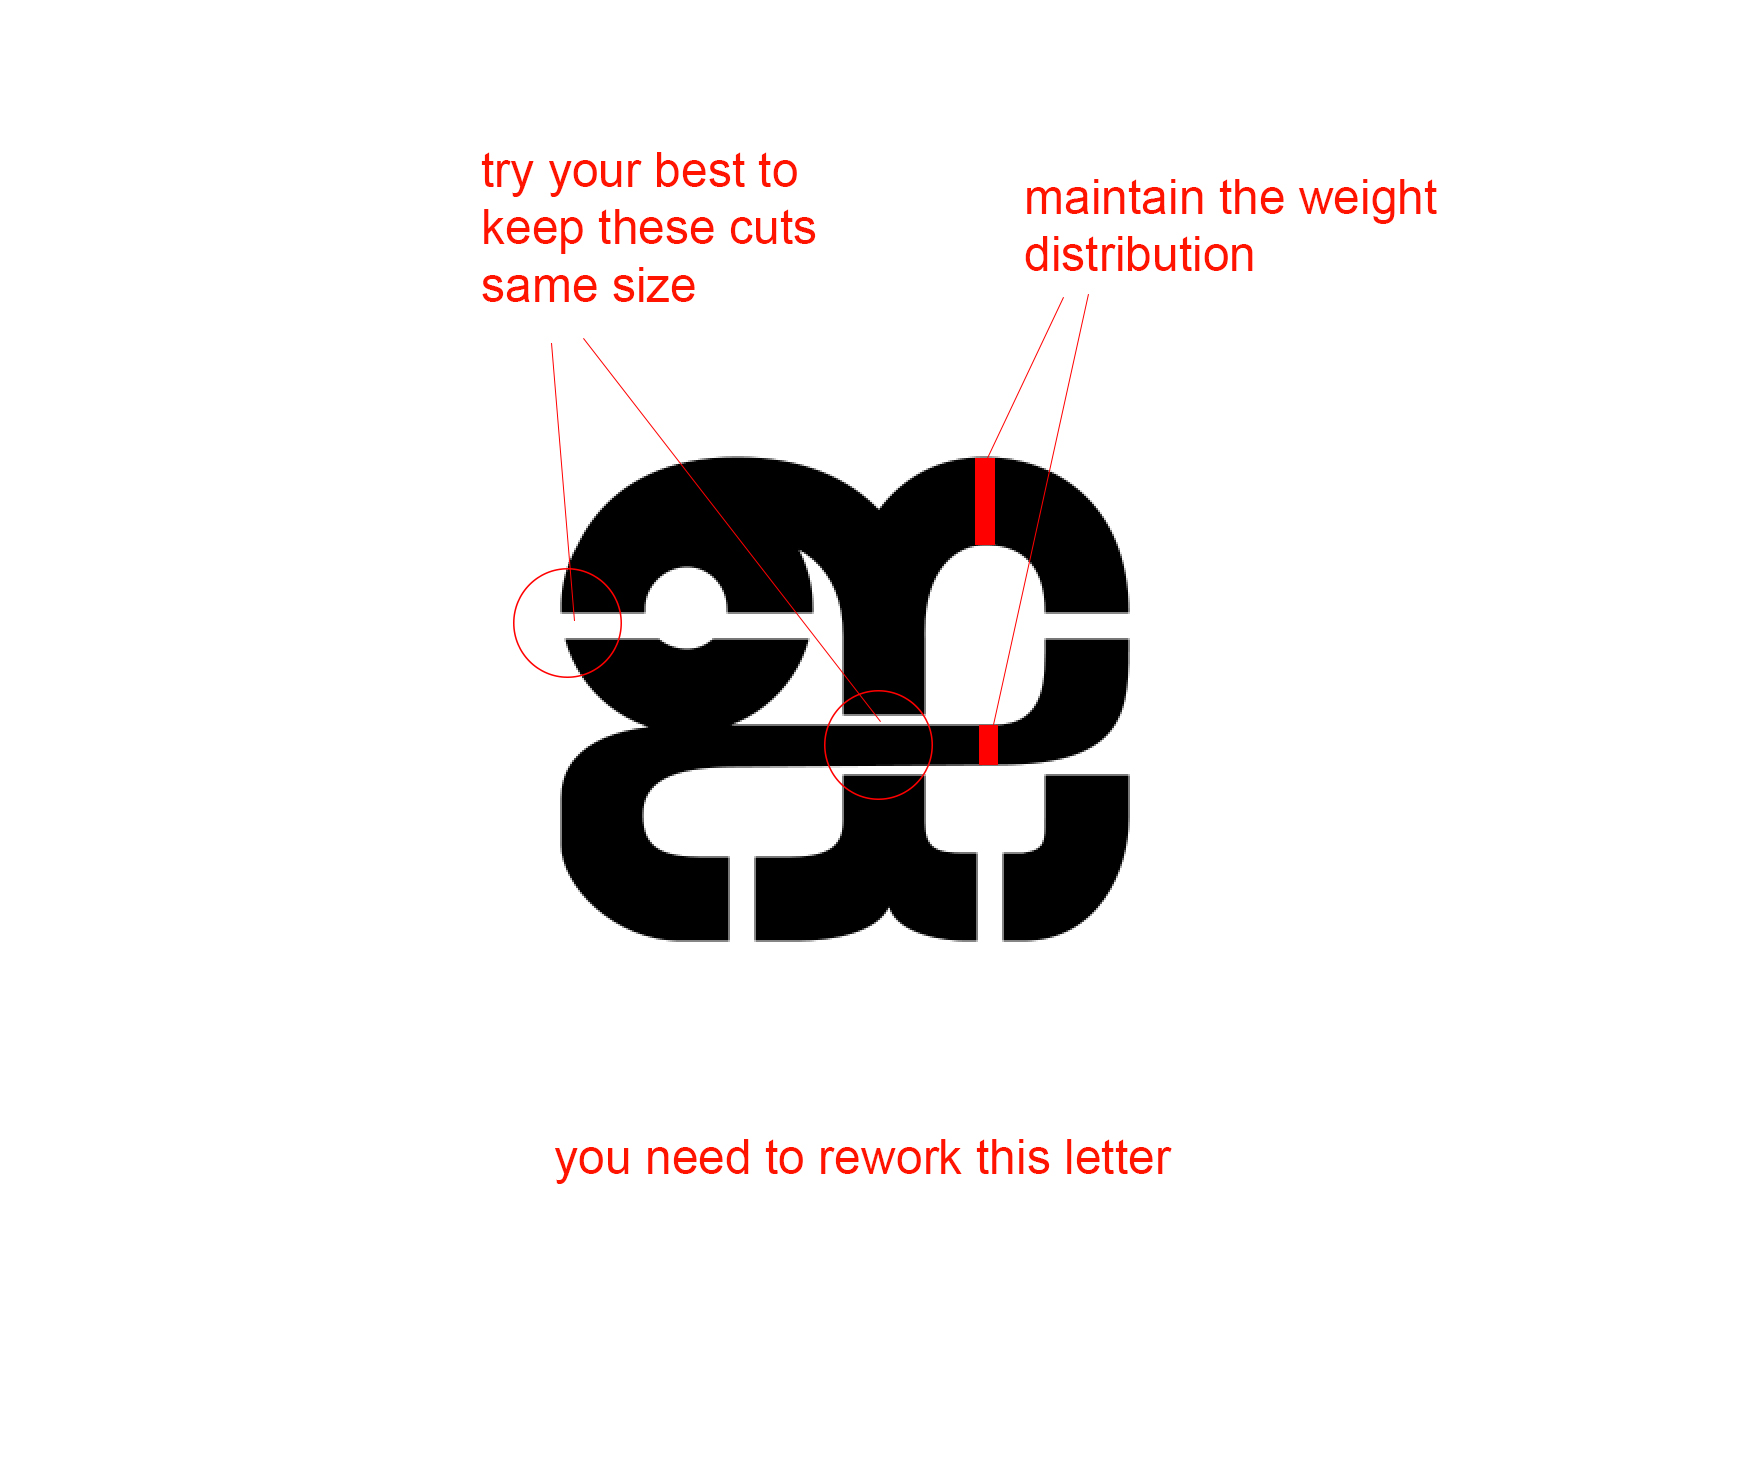 try your best to
keep these cuts
same size
maintain the weight
distribution
you need to rework this letter